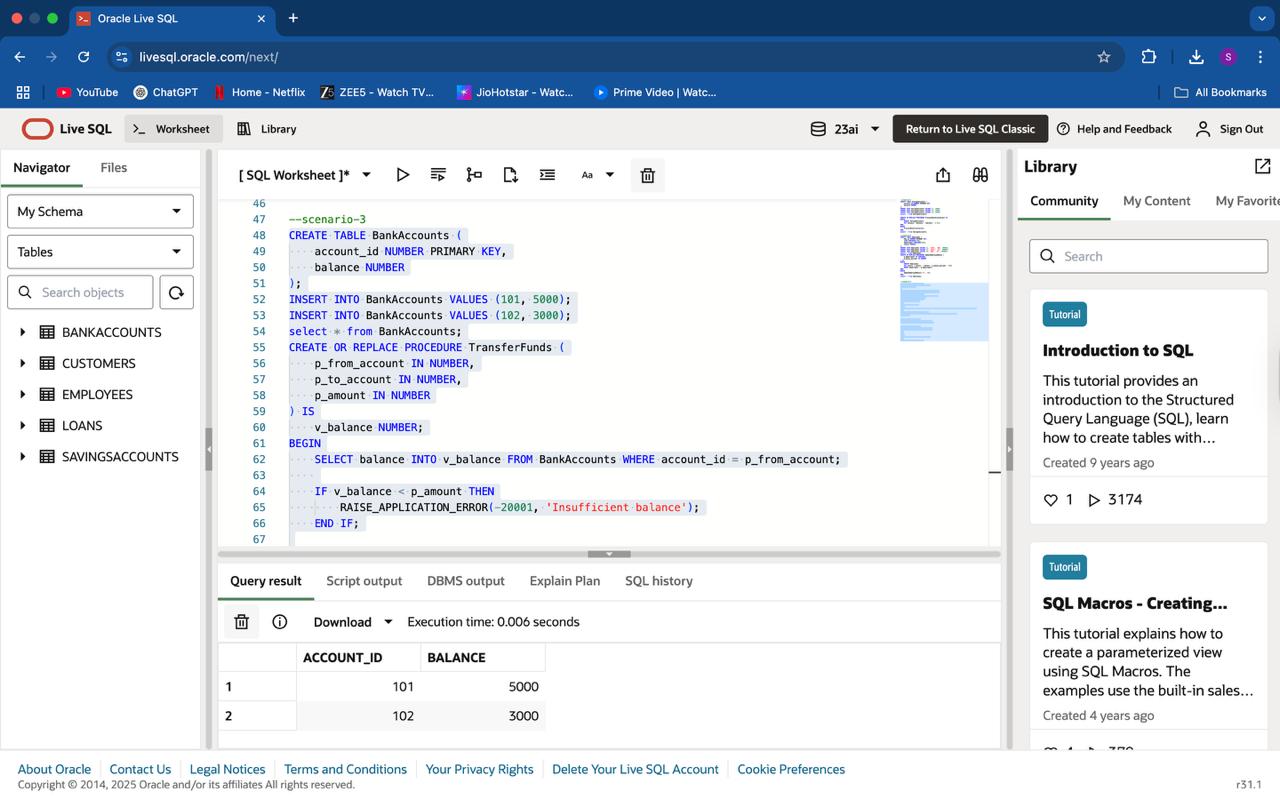 Oracle Live SQL
livesql.oracle.com/next/
S
YouTube
ChatGPT
Home - Netflix
ZEE5 - Watch TV...
JioHotstar - Watc...
Prime Video | Watc...
All Bookmarks
Live SQL
Worksheet
Library
23ai
Return to Live SQL Classic
Help and Feedback
Sign Out
Navigator
Files
My Schema
Tables
Search objects
BANKACCOUNTS
CUSTOMERS
EMPLOYEES
LOANS
SAVINGSACCOUNTS
[ SQL Worksheet ]*
Aa
46
47 --scenario-3
48 CREATE TABLE BankAccounts (
49 account_id NUMBER PRIMARY KEY,
50 balance NUMBER
51 );
52 INSERT INTO BankAccounts VALUES (101, 5000);
53 INSERT INTO BankAccounts VALUES (102, 3000);
54 select * from BankAccounts;
55 CREATE OR REPLACE PROCEDURE TransferFunds (
56 p_from_account IN NUMBER,
57 p_to_account IN NUMBER,
58 p_amount IN NUMBER
59 ) IS
60 v_balance NUMBER;
61 BEGIN
62 SELECT balance INTO v_balance FROM BankAccounts WHERE account_id = p_from_account;
63
64 IF v_balance < p_amount THEN
65 RAISE_APPLICATION_ERROR(-20001, 'Insufficient balance');
66 END IF;
67
Query result
Script output
DBMS output
Explain Plan
SQL history
Download
Execution time: 0.006 seconds
ACCOUNT_ID BALANCE
1 101 5000
2 102 3000
Library
Community
My Content
My Favorite
Search
Tutorial
Introduction to SQL
This tutorial provides an
introduction to the Structured
Query Language (SQL), learn
how to create tables with...
Created 9 years ago
1 3174
Tutorial
SQL Macros - Creating...
This tutorial explains how to
create a parameterized view
using SQL Macros. The
examples use the built-in sales...
Created 4 years ago
About Oracle
Contact Us
Legal Notices
Terms and Conditions
Your Privacy Rights
Delete Your Live SQL Account
Cookie Preferences
Copyright © 2014, 2025 Oracle and/or its affiliates All rights reserved.
r31.1